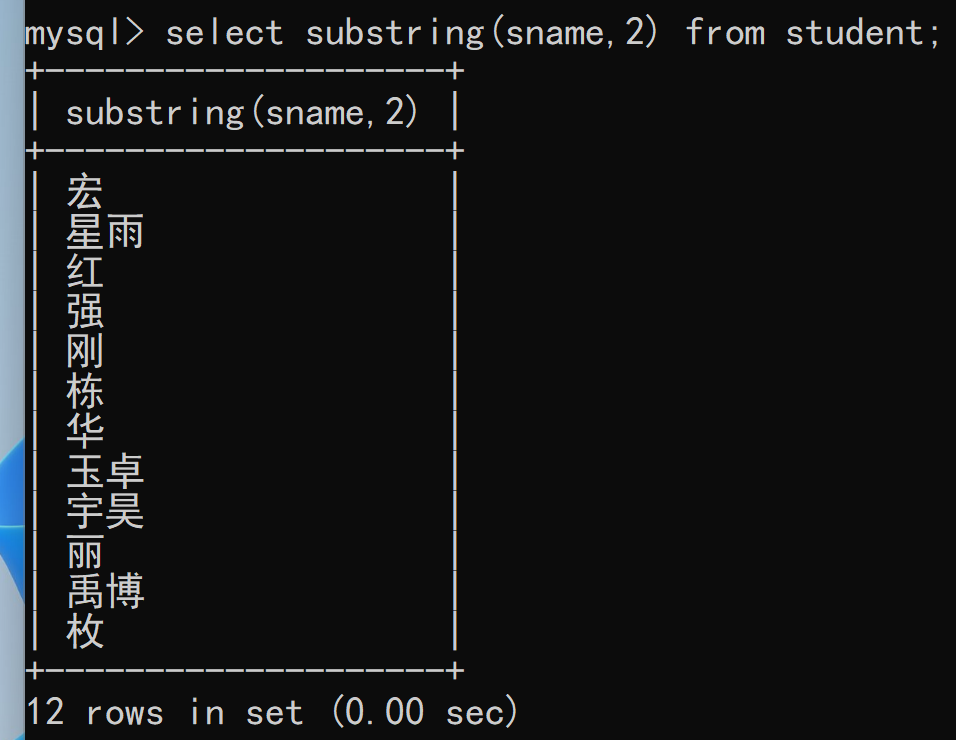 mysql> select substring(sname,2) from student;
+--------------------+
| substring(sname,2) |
+--------------------+
| 宏                 |
| 星雨               |
| 红                 |
| 强                 |
| 刚                 |
| 栋                 |
| 华                 |
| 玉卓               |
| 宇昊               |
| 丽                 |
| 禹博               |
| 枚                 |
+--------------------+
12 rows in set (0.00 sec)